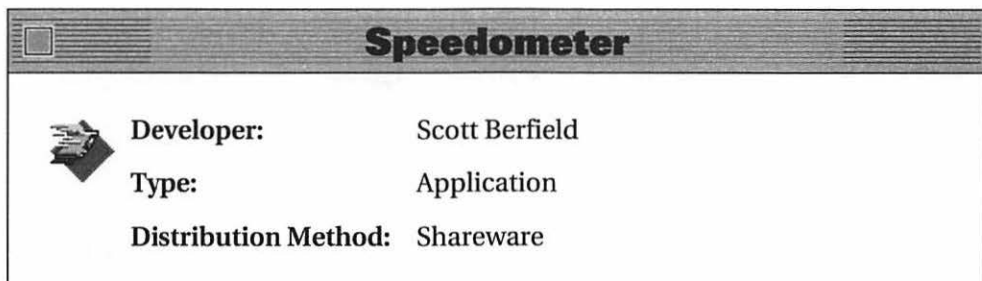 Speedometer
Developer: Scott Berfield
Type: Application
Distribution Method: Shareware